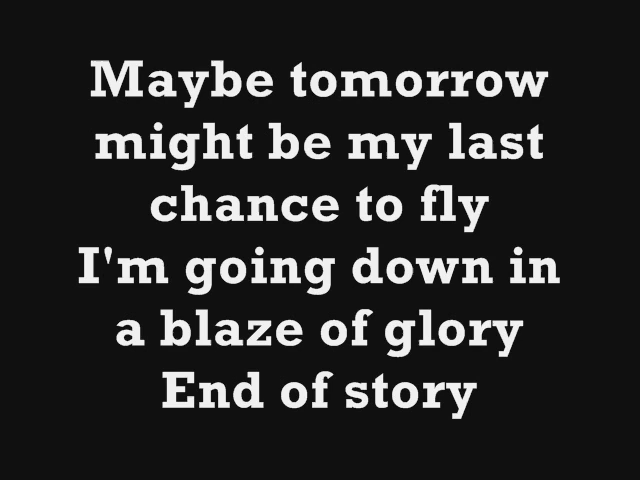 Maybe tomorrow
might be my last
chance to fly
I'm going down in
a blaze of glory
End of story